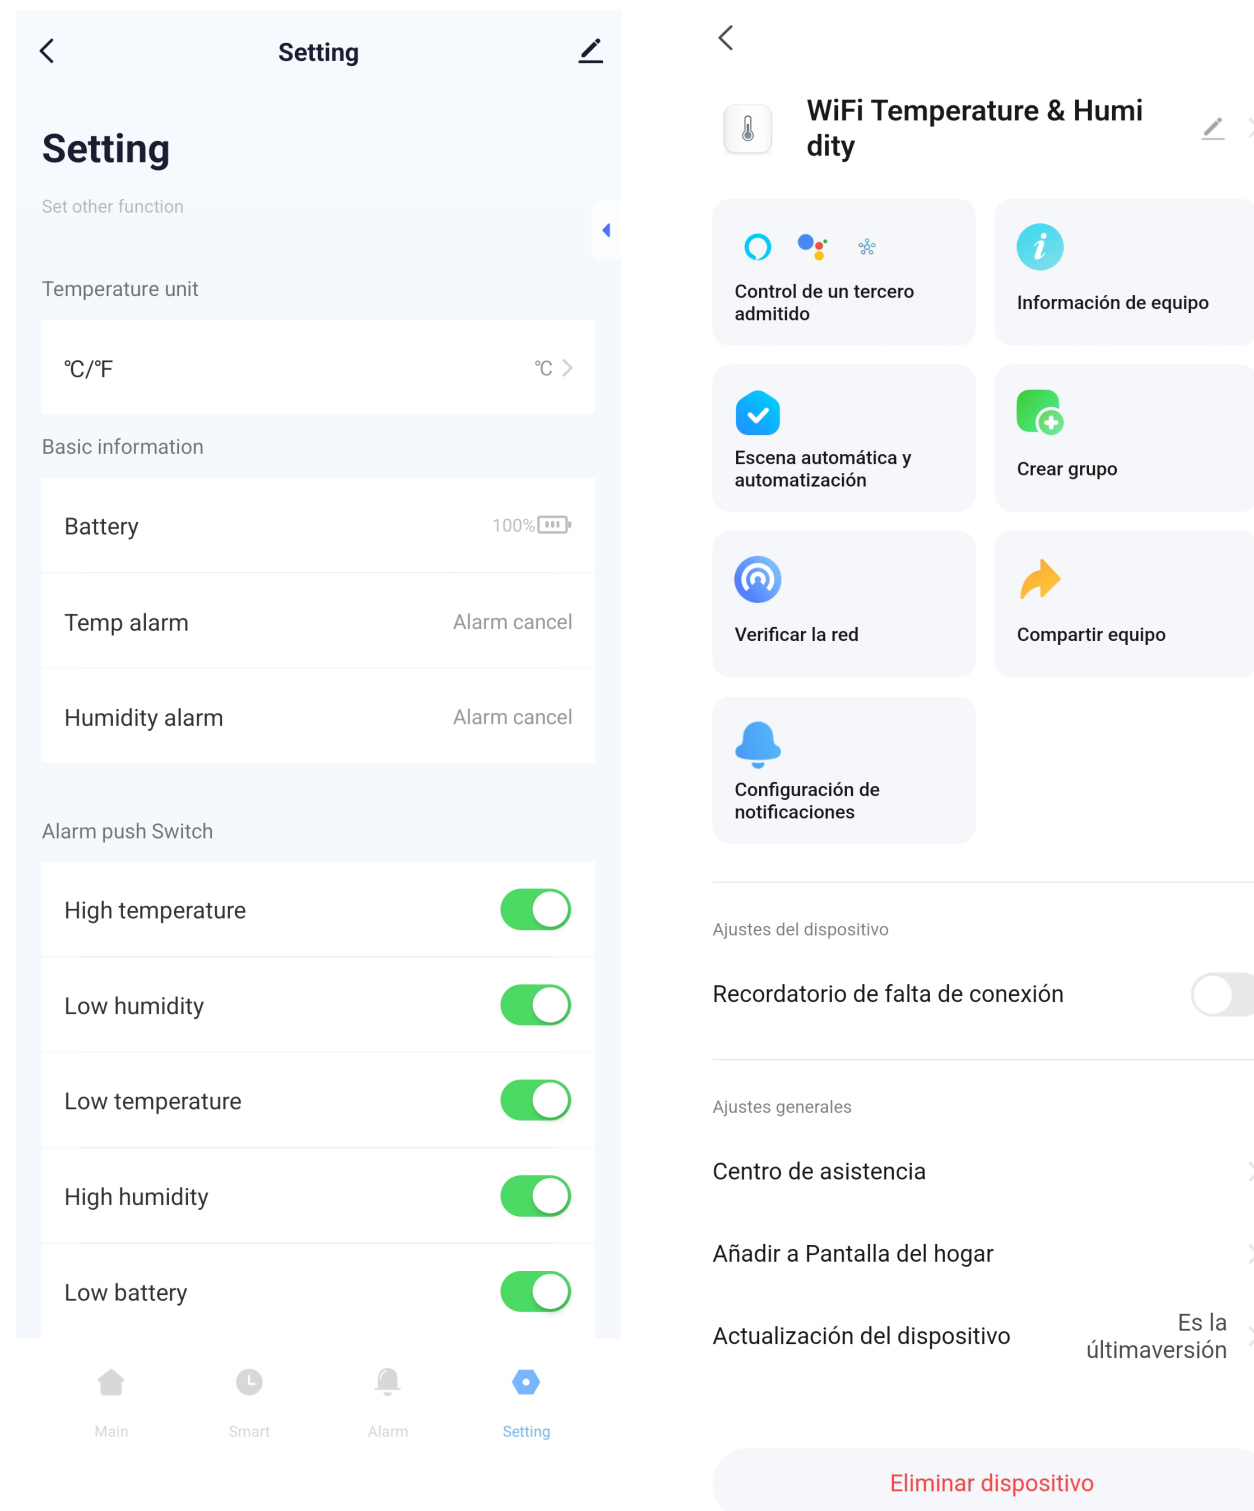 Setting
Setting
Set other function
Temperature unit
℃/℉
℃
Basic information
Battery
100%
Temp alarm
Alarm cancel
Humidity alarm
Alarm cancel
Alarm push Switch
High temperature
Low humidity
Low temperature
High humidity
Low battery
Main
Smart
Alarm
Setting
WiFi Temperature & Humi
dity
Control de un tercero
admitido
Información de equipo
Escena automática y
automatización
Crear grupo
Verificar la red
Compartir equipo
Configuración de
notificaciones
Ajustes del dispositivo
Recordatorio de falta de conexión
Ajustes generales
Centro de asistencia
Añadir a Pantalla del hogar
Actualización del dispositivo
Es la
últimaversión
Eliminar dispositivo